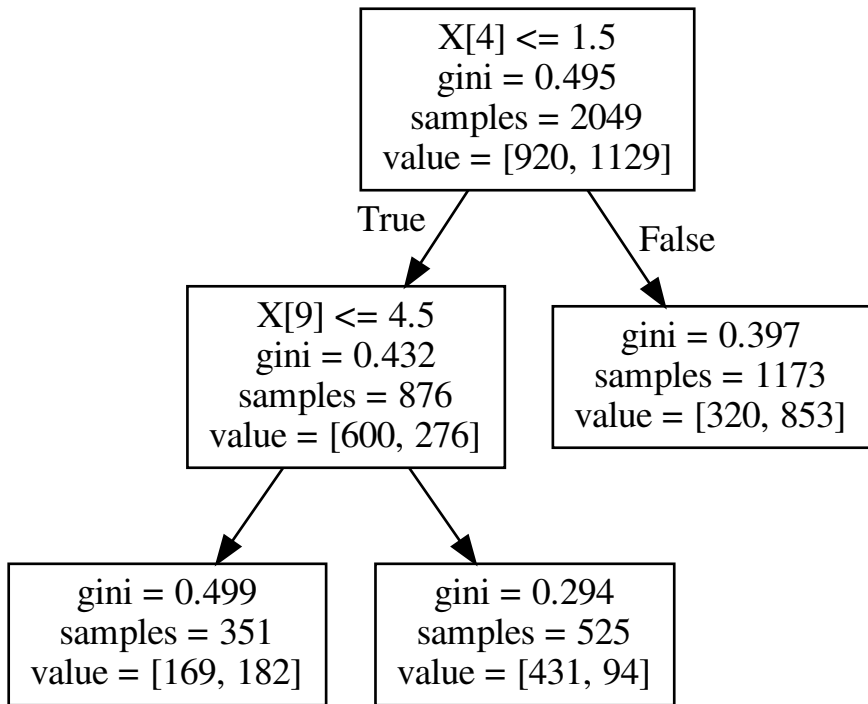 X[4] <= 1.5
gini = 0.495
samples = 2049
value = [920, 1129]
True
False
X[9] <= 4.5
gini = 0.432
samples = 876
value = [600, 276]
gini = 0.397
samples = 1173
value = [320, 853]
gini = 0.499
samples = 351
value = [169, 182]
gini = 0.294
samples = 525
value = [431, 94]